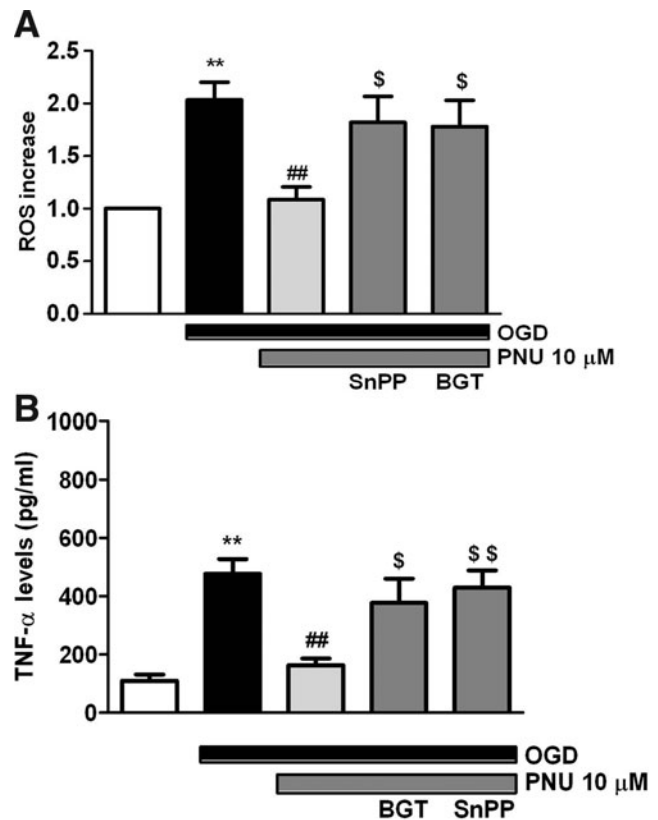 A
ROS increase
2.5
2.0
1.5
1.0
0.5
0.0
**
##
$
$
OGD
PNU 10 μM
SnPP
BGT
B
TNF-α levels (pg/ml)
1000
800
600
400
200
0
**
##
$
$ $
OGD
PNU 10 μM
BGT
SnPP